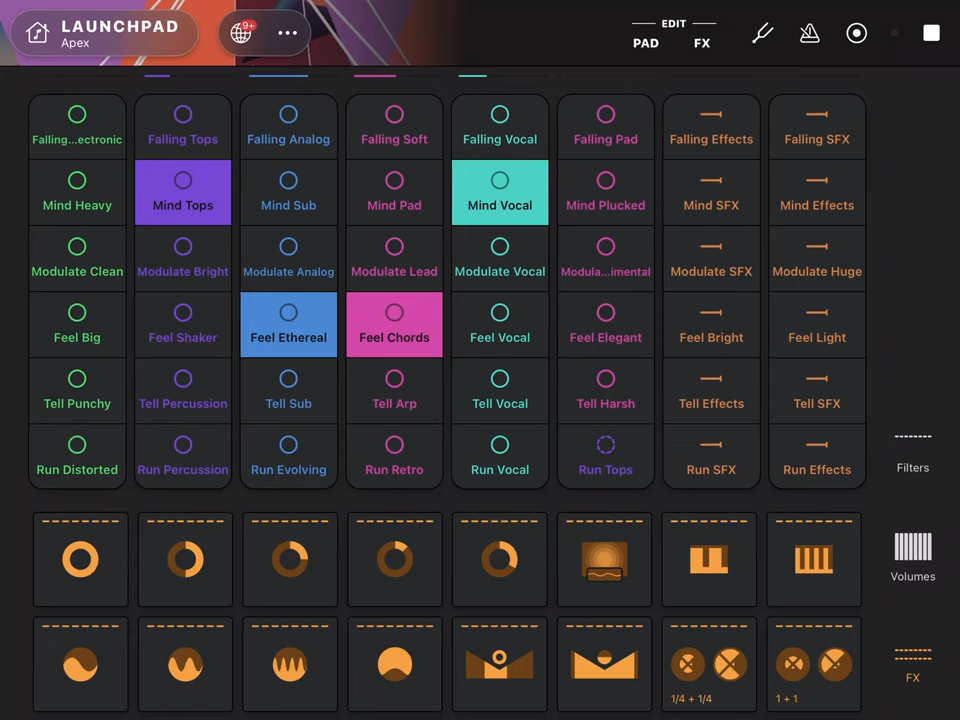 LAUNCHPAD
Apex
9+
EDIT
PAD FX
Falling...ectronic Falling Tops Falling Analog Falling Soft Falling Vocal Falling Pad Falling Effects Falling SFX
Mind Heavy Mind Tops Mind Sub Mind Pad Mind Vocal Mind Plucked Mind SFX Mind Effects
Modulate Clean Modulate Bright Modulate Analog Modulate Lead Modulate Vocal Modula...imental Modulate SFX Modulate Huge
Feel Big Feel Shaker Feel Ethereal Feel Chords Feel Vocal Feel Elegant Feel Bright Feel Light
Tell Punchy Tell Percussion Tell Sub Tell Arp Tell Vocal Tell Harsh Tell Effects Tell SFX
Run Distorted Run Percussion Run Evolving Run Retro Run Vocal Run Tops Run SFX Run Effects
Filters
Volumes
FX
1/4 + 1/4 1 + 1